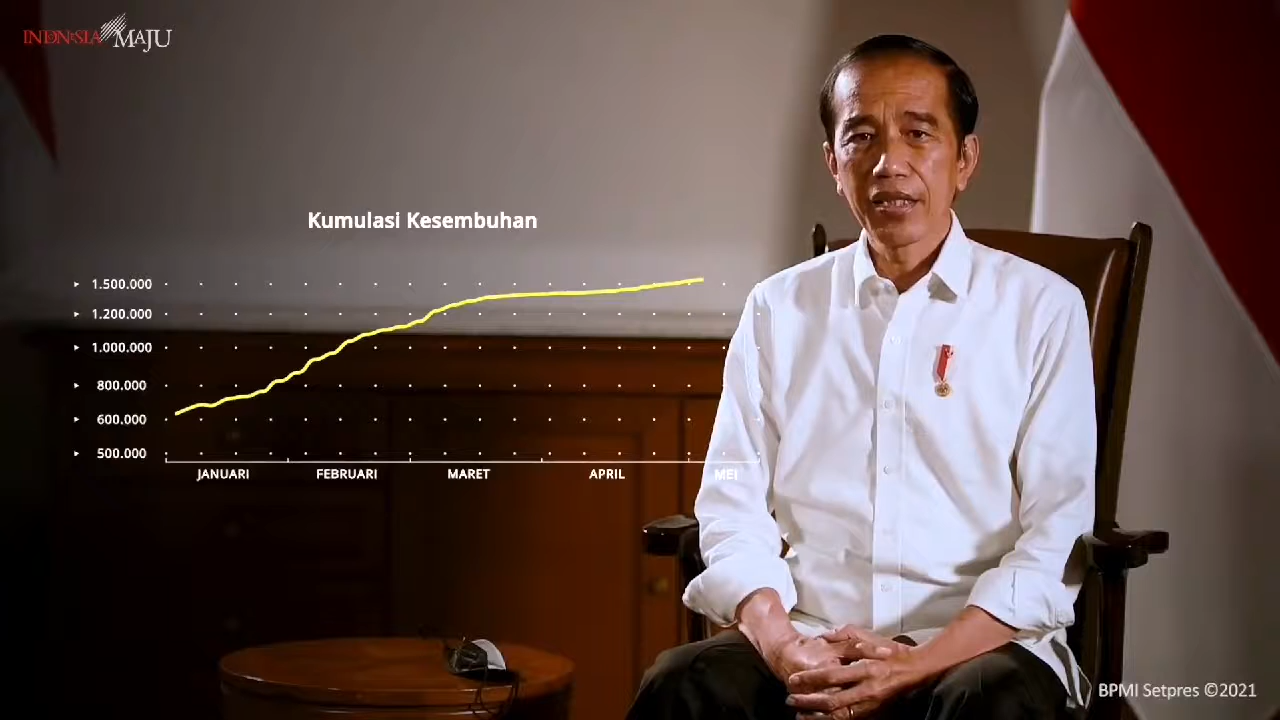 INDONESIA MAJU
Kumulasi Kesembuhan
1.500.000
1.200.000
1.000.000
800.000
600.000
500.000
JANUARI FEBRUARI MARET APRIL MEI
BPMI Setpres ©2021